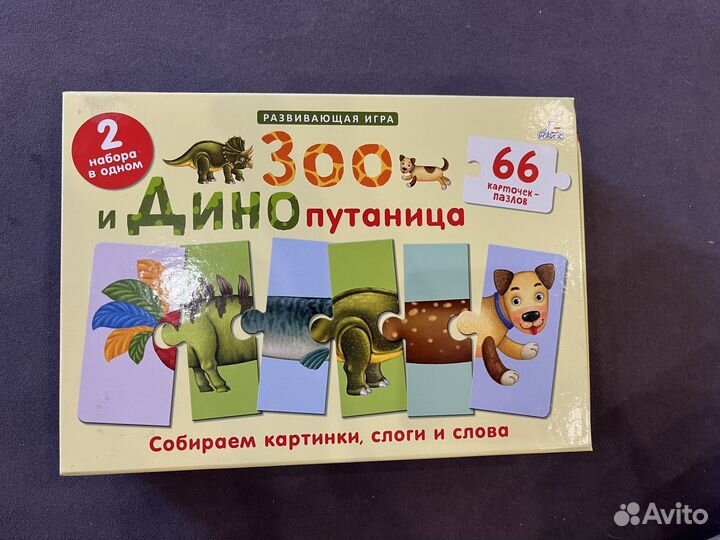 РАЗВИВАЮЩАЯ ИГРА
2
набора
в одном
Зоо
и Дино путаница
66
карточек-
пазлов
Собираем картинки, слоги и слова
Avito